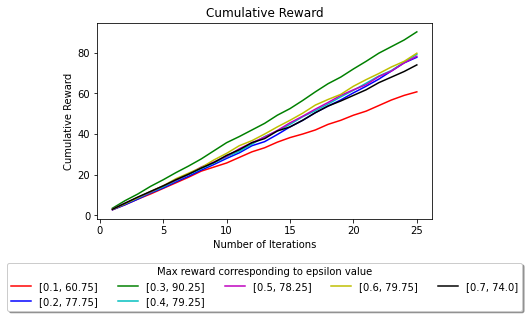 Cumulative Reward
Cumulative Reward
80
60
40
20
0
0 5 10 15 20 25
Number of Iterations
Max reward corresponding to epsilon value
[0.1, 60.75] [0.3, 90.25] [0.5, 78.25] [0.6, 79.75] [0.7, 74.0]
[0.2, 77.75] [0.4, 79.25]